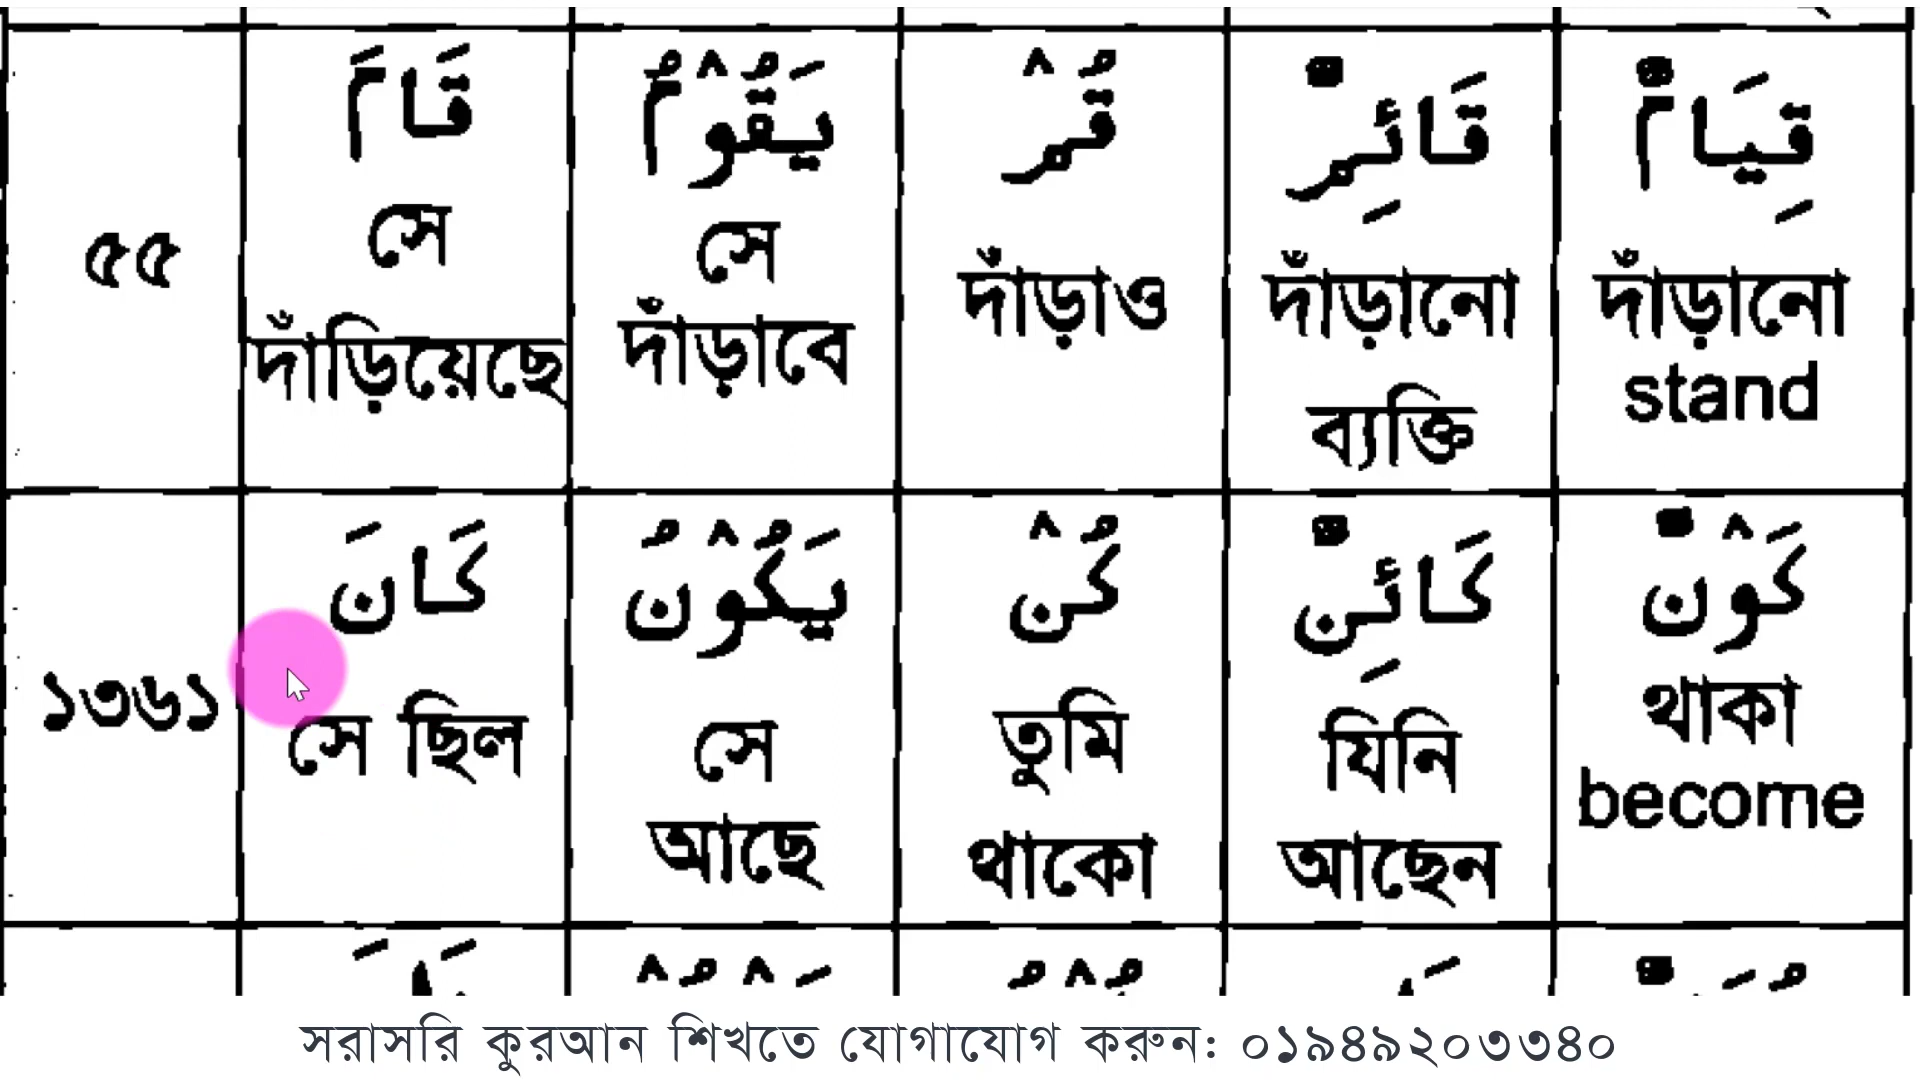 ৫৫
قَامَ
সে
দাঁড়িয়েছে
يَقُوْمُ
সে
দাঁড়াবে
قُمْ
দাঁড়াও
قَائِمٌ
দাঁড়ানো
ব্যক্তি
قِيَامٌ
দাঁড়ানো
stand
১৩৬১
كَانَ
সে ছিল
يَكُوْنُ
সে
আছে
كُنْ
তুমি
থাকো
كَائِنٌ
যিনি
আছেন
كَوْنٌ
থাকা
become
সরাসরি কুরআন শিখতে যোগাযোগ করুন: ০১৯৪৯২০৩৩৪০